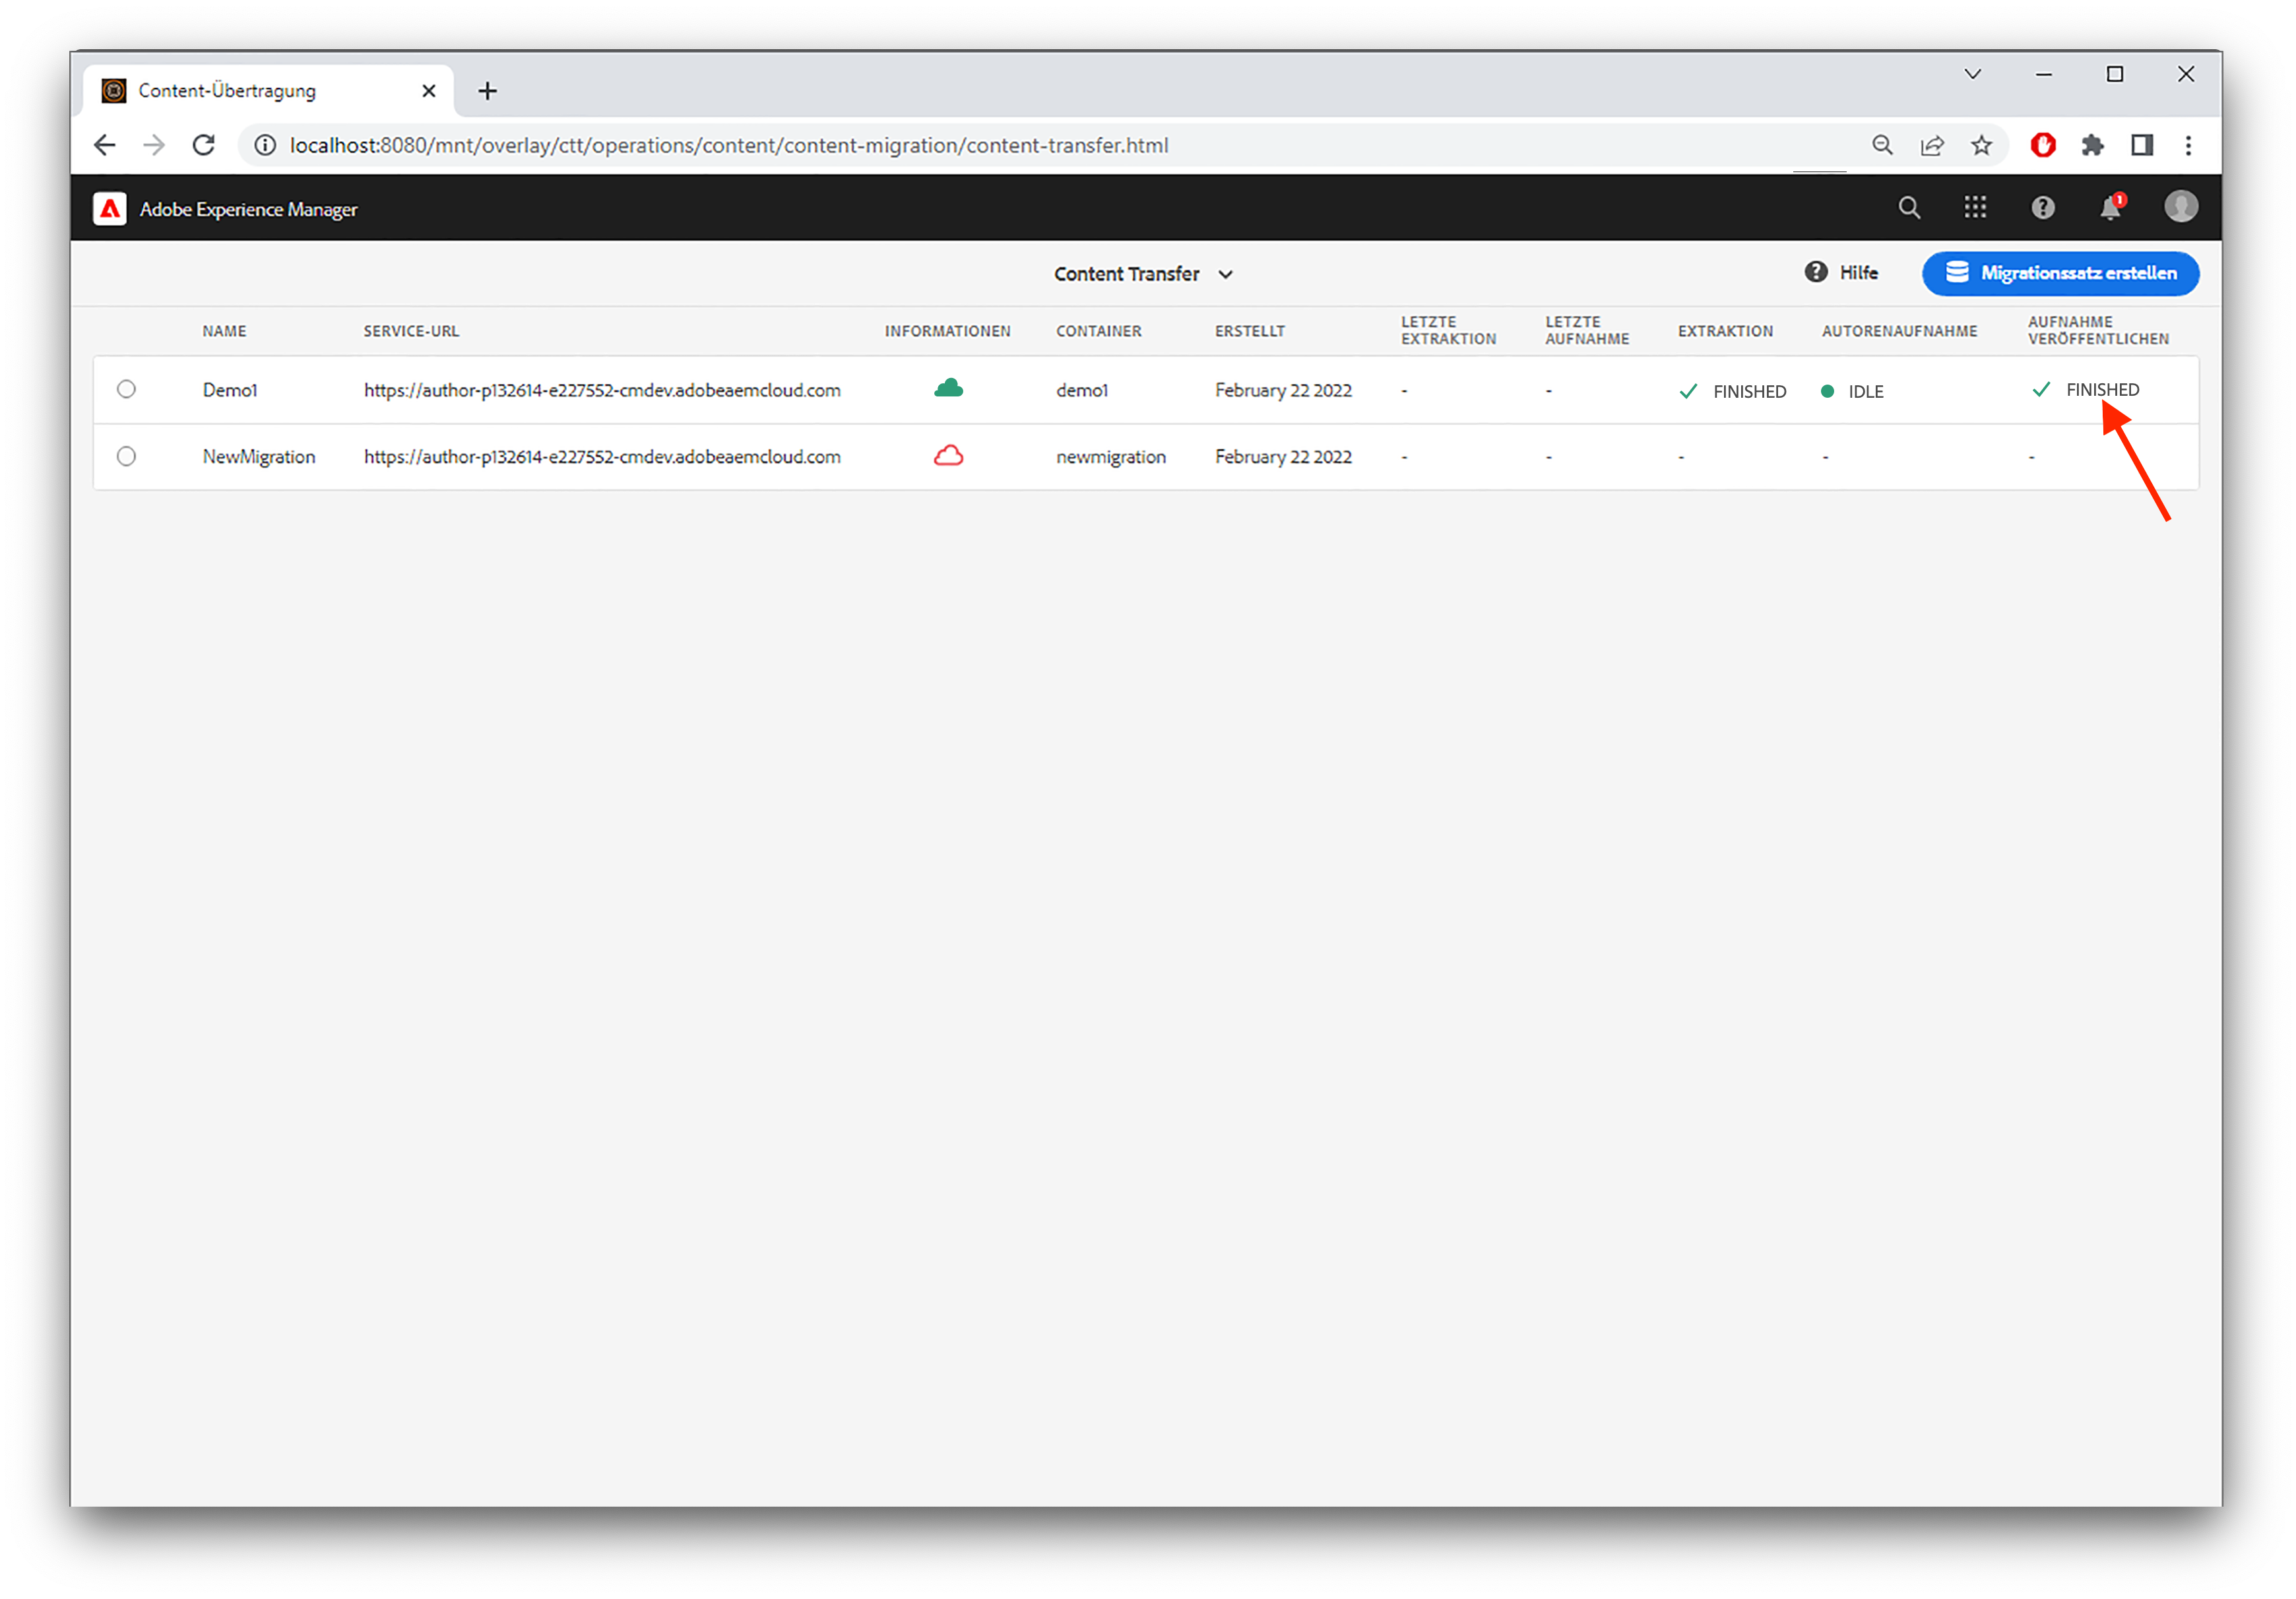 Content-Übertragung
localhost:8080/mnt/overlay/ctt/operations/content/content-migration/content-transfer.html
Adobe Experience Manager
1
Content Transfer
Hilfe
Migrationssatz erstellen
NAME SERVICE-URL INFORMATIONEN CONTAINER ERSTELLT LETZTE EXTRAKTION LETZTE AUFNAHME EXTRAKTION AUTORENAUFNAHME AUFNAHME VERÖFFENTLICHEN
Demo1 https://author-p132614-e227552-cmdev.adobeaemcloud.com demo1 February 22 2022 - - FINISHED IDLE FINISHED
NewMigration https://author-p132614-e227552-cmdev.adobeaemcloud.com newmigration February 22 2022 - - - - -